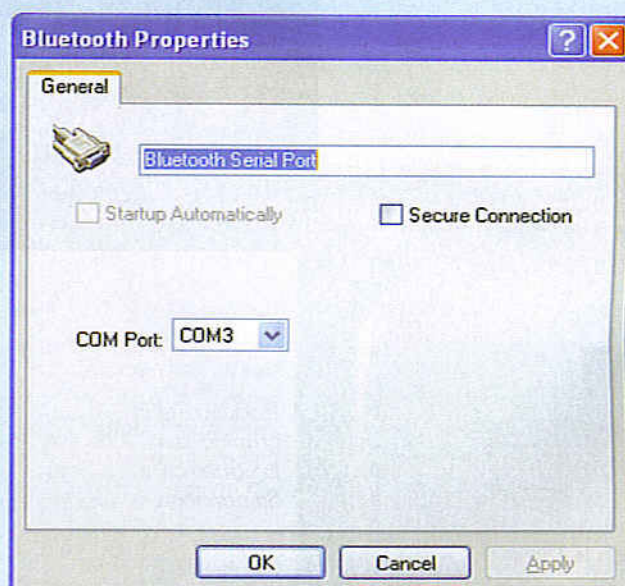 Bluetooth Properties
?
General
Bluetooth Serial Port
Startup Automatically
Secure Connection
COM Port:
COM3
OK
Cancel
Apply